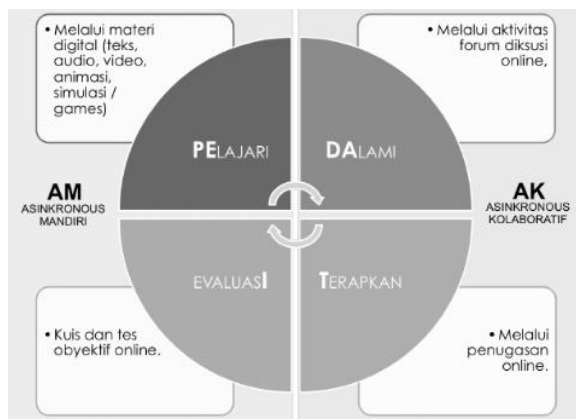 • Melalui materi
digital (teks,
audio, video,
animasi,
simulasi /
games)
• Melalui aktivitas
forum diksusi
online,
PELAJARI
DALAMI
AM
ASINKRONOUS
MANDIRI
AK
ASINKRONOUS
KOLABORATIF
EVALUASI
TERAPKAN
• Kuis dan tes
obyektif online.
• Melalui
penugasan
online.